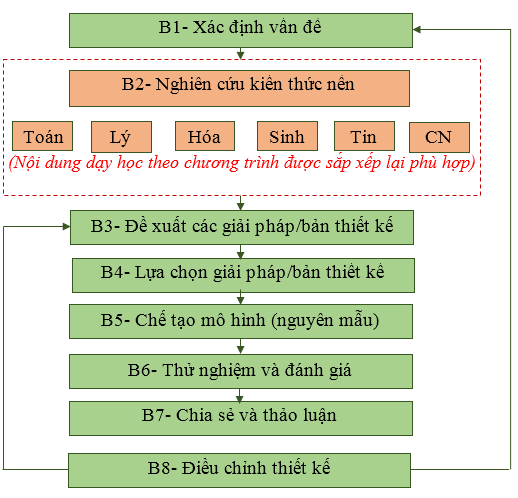 B1- Xác định vấn đề
B2- Nghiên cứu kiến thức nền
Toán Lý Hóa Sinh Tin CN
(Nội dung dạy học theo chương trình được sắp xếp lại phù hợp)
B3- Đề xuất các giải pháp/bản thiết kế
B4- Lựa chọn giải pháp/bản thiết kế
B5- Chế tạo mô hình (nguyên mẫu)
B6- Thử nghiệm và đánh giá
B7- Chia sẻ và thảo luận
B8- Điều chỉnh thiết kế